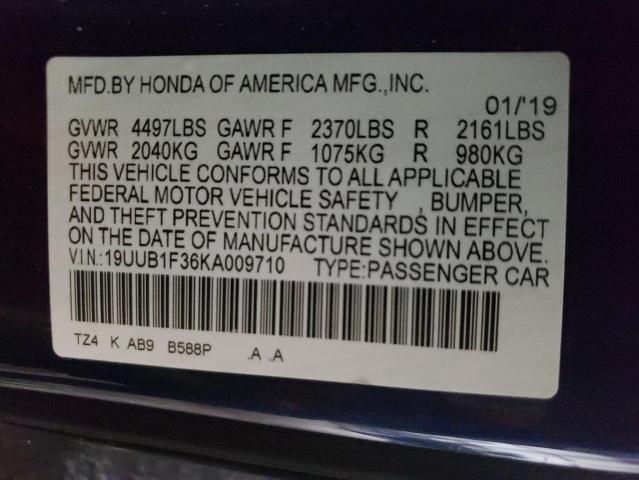 MFD.BY HONDA OF AMERICA MFG.,INC.
01/'19
GVWR 4497LBS GAWR F 2370LBS R 2161LBS
GVWR 2040KG GAWR F 1075KG R 980KG
THIS VEHICLE CONFORMS TO ALL APPLICABLE
FEDERAL MOTOR VEHICLE SAFETY , BUMPER,
AND THEFT PREVENTION STANDARDS IN EFFECT
ON THE DATE OF MANUFACTURE SHOWN ABOVE.
V.I.N.:19UUB1F36KA009710 TYPE:PASSENGER CAR
TZ4 K AB9 B588P .A .A